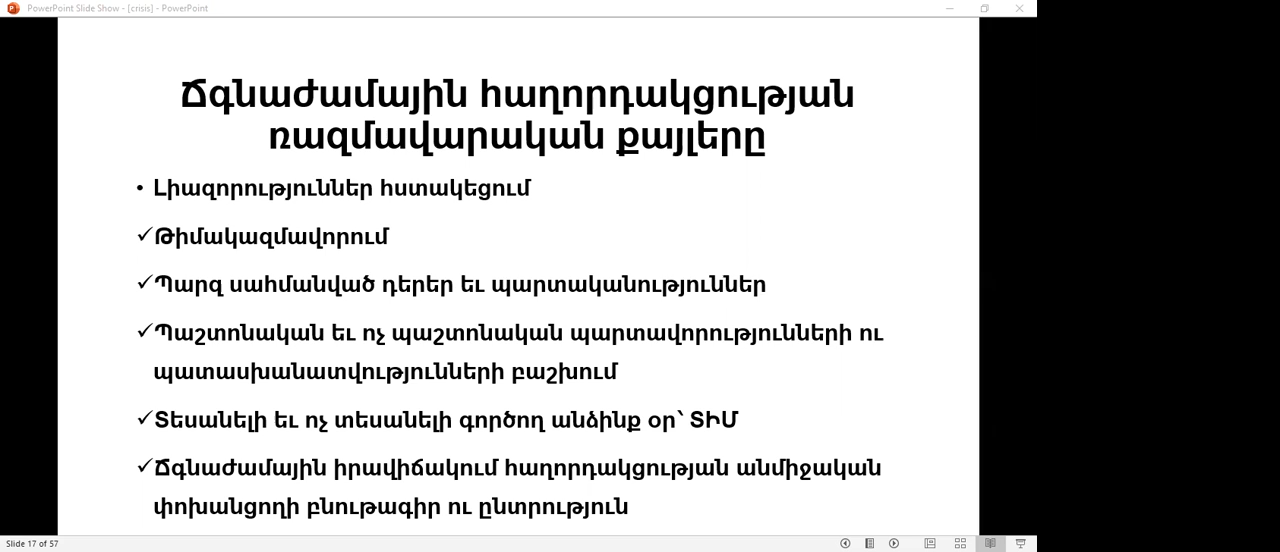 PowerPoint Slide Show - [crisis] - PowerPoint
Ճգնաժամային հաղորդակցության
ռազմավարական քայլերը
• Լիազորություններ հստակեցում
✓Թիմակազմավորում
✓Պարզ սահմանված դերեր եւ պարտականություններ
✓Պաշտոնական եւ ոչ պաշտոնական պարտավորությունների ու
պատասխանատվությունների բաշխում
✓Տեսանելի եւ ոչ տեսանելի գործող անձինք օր՝ ՏԻՄ
✓Ճգնաժամային իրավիճակում հաղորդակցության անմիջական
փոխանցողի բնութագիր ու ընտրություն
Slide 17 of 57